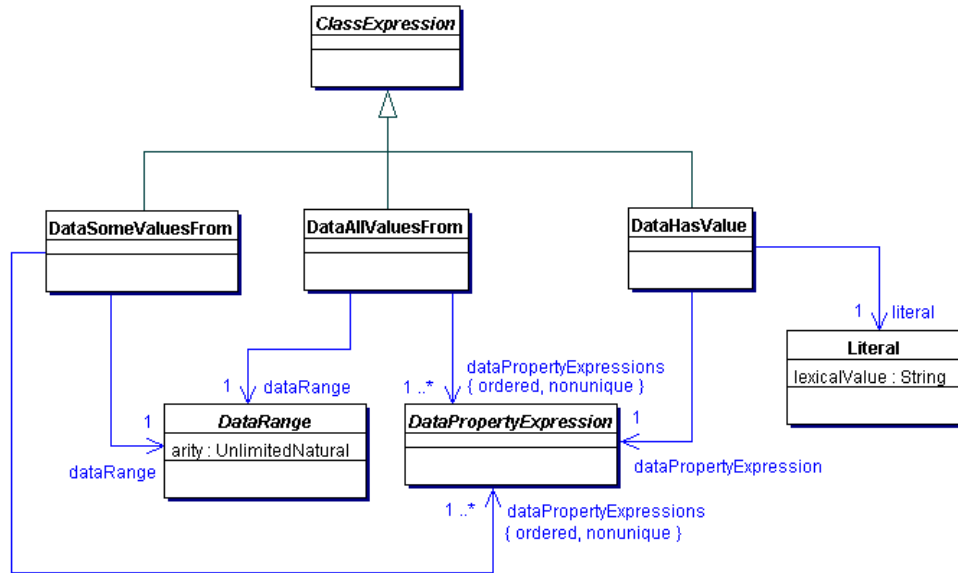 ClassExpression
DataSomeValuesFrom
DataAllValuesFrom
DataHasValue
1
literal
Literal
lexicalValue : String
dataPropertyExpressions
1 ..*
{ ordered, nonunique }
1
dataRange
DataRange
arity : UnlimitedNatural
1
dataRange
DataPropertyExpression
1
dataPropertyExpression
1 ..*
dataPropertyExpressions
{ ordered, nonunique }